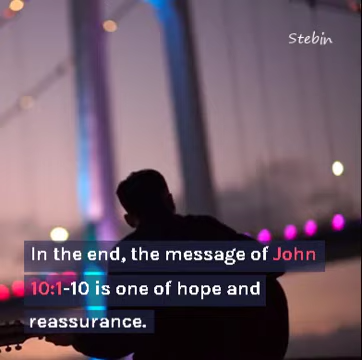 Stebin
In the end, the message of John
10:1-10 is one of hope and
reassurance.